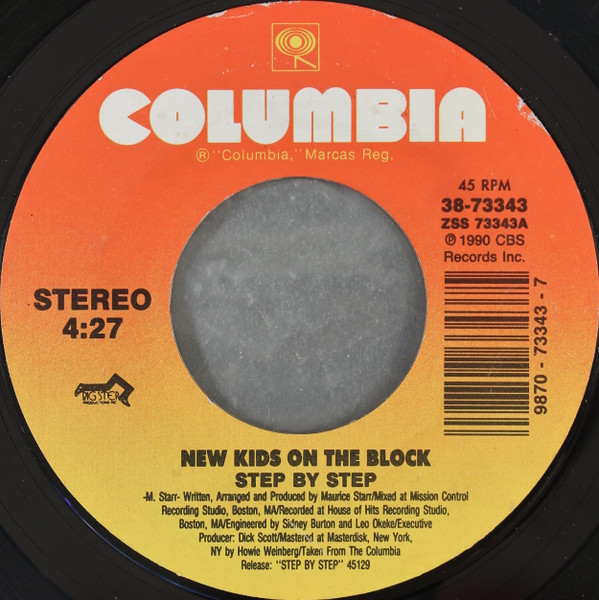 COLUMBIA
® "Columbia," Marcas Reg.
45 RPM
38-73343
ZSS 73343A
℗ 1990 CBS
Records Inc.
STEREO
4:27
BIG STEP
PRODUCTIONS INC
9870 - 73343 - 7
NEW KIDS ON THE BLOCK
STEP BY STEP
-M. Starr- Written, Arranged and Produced by Maurice Starr/Mixed at Mission Control
Recording Studio, Boston, MA/Recorded at House of Hits Recording Studio,
Boston, MA/Engineered by Sidney Burton and Leo Okeke/Executive
Producer: Dick Scott/Mastered at Masterdisk, New York,
NY by Howie Weinberg/Taken From The Columbia
Release: "STEP BY STEP" 45129